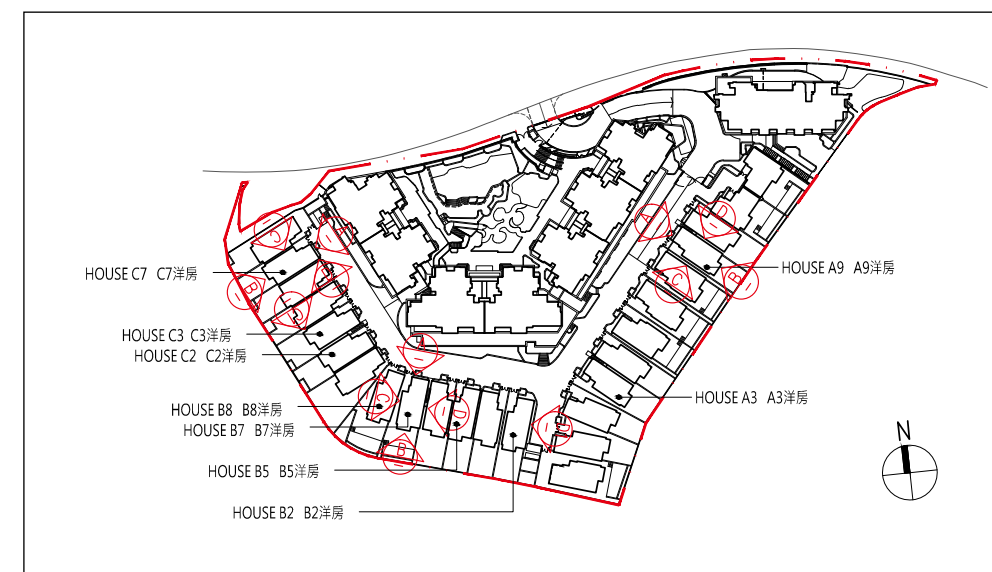 N
HOUSE C7 C7洋房
HOUSE A9 A9洋房
HOUSE C3 C3洋房
HOUSE C2 C2洋房
HOUSE A3 A3洋房
HOUSE B8 B8洋房
HOUSE B7 B7洋房
HOUSE B5 B5洋房
HOUSE B2 B2洋房
C
A
B
C
A
D
C
B
C
D
B
D